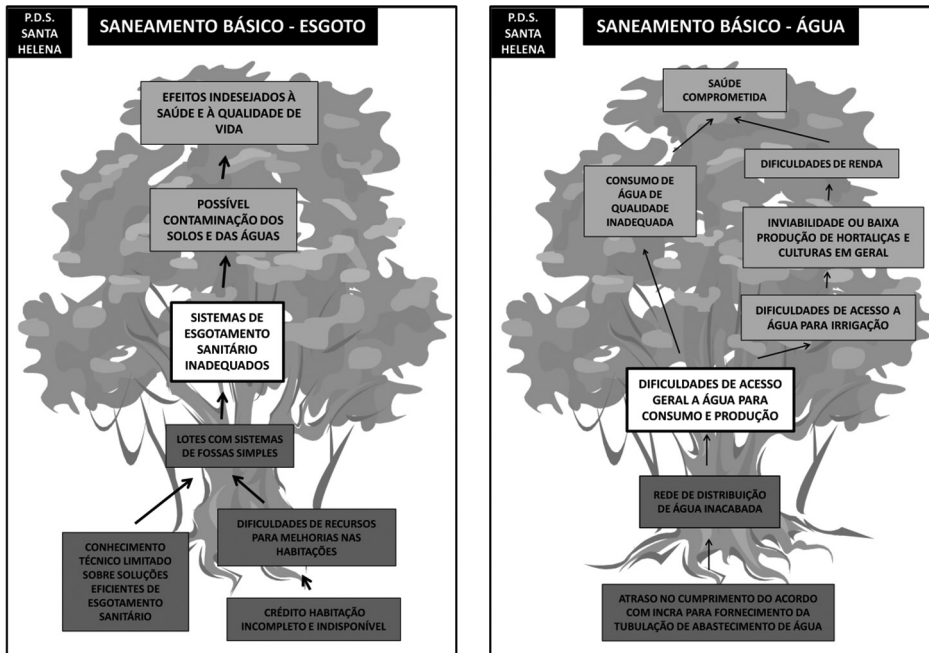 P.D.S.
SANTA
HELENA
SANEAMENTO BÁSICO - ESGOTO
EFEITOS INDESEJADOS À
SAÚDE E À QUALIDADE DE
VIDA
POSSÍVEL
CONTAMINAÇÃO DOS
SOLOS E DAS ÁGUAS
SISTEMAS DE
ESGOTAMENTO
SANITÁRIO
INADEQUADOS
LOTES COM SISTEMAS
DE FOSSAS SIMPLES
DIFICULDADES DE RECURSOS
PARA MELHORIAS NAS
HABITAÇÕES
CONHECIMENTO
TÉCNICO LIMITADO
SOBRE SOLUÇÕES
EFICIENTES DE
ESGOTAMENTO
SANITÁRIO
CRÉDITO HABITAÇÃO
INCOMPLETO E INDISPONÍVEL
P.D.S.
SANTA
HELENA
SANEAMENTO BÁSICO - ÁGUA
SAÚDE
COMPROMETIDA
DIFICULDADES DE RENDA
CONSUMO DE
ÁGUA DE
QUALIDADE
INADEQUADA
INVIABILIDADE OU BAIXA
PRODUÇÃO DE HORTALIÇAS E
CULTURAS EM GERAL
DIFICULDADES DE ACESSO A
ÁGUA PARA IRRIGAÇÃO
DIFICULDADES DE ACESSO
GERAL A ÁGUA PARA
CONSUMO E PRODUÇÃO
REDE DE DISTRIBUIÇÃO
DE ÁGUA INACABADA
ATRASO NO CUMPRIMENTO DO ACORDO
COM INCRA PARA FORNECIMENTO DA
TUBULAÇÃO DE ABASTECIMENTO DE ÁGUA